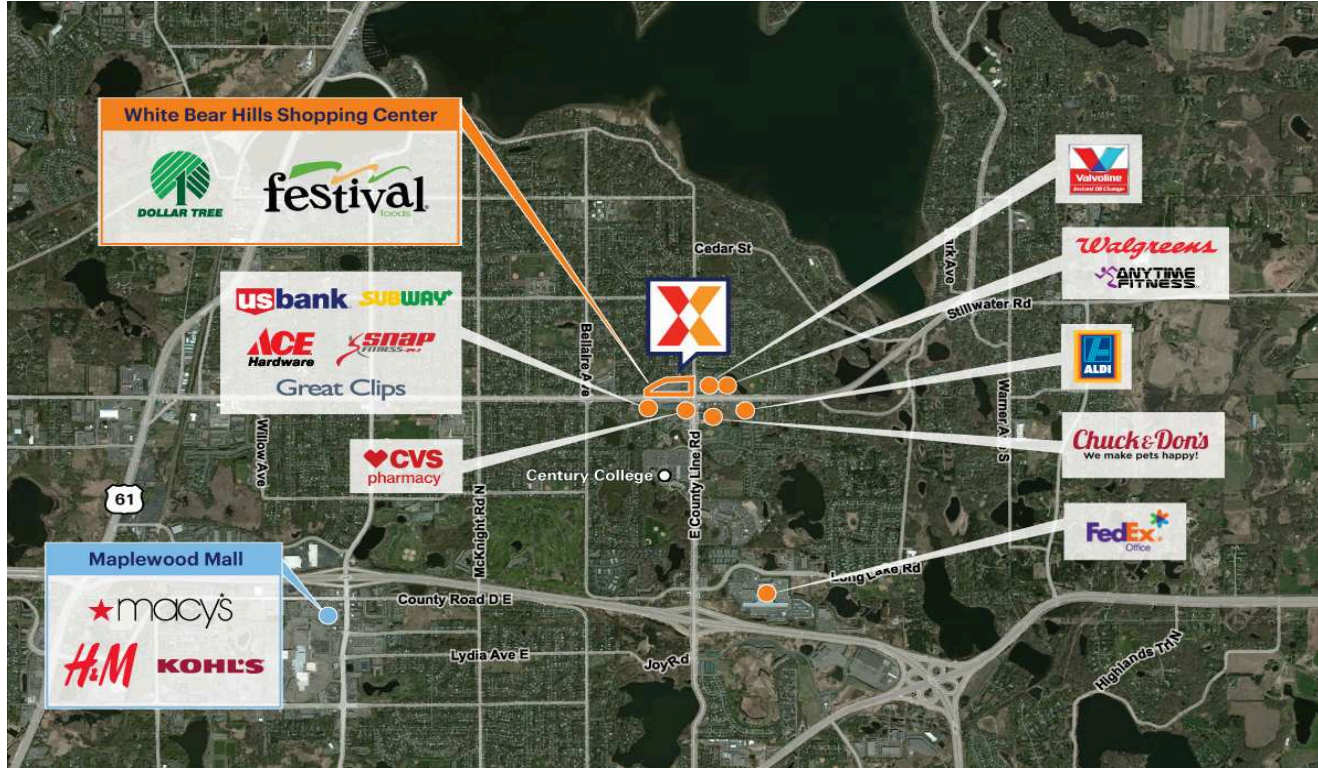 White Bear Hills Shopping Center
DOLLAR TREE
festival
foods
usbank SUBWAY
ACE
Hardware
SNAP
FITNESS
Great Clips
CVS
pharmacy
Maplewood Mall
macy's
H&M KOHL'S
Valvoline
Instant Oil Change
Walgreens
ANYTIME
FITNESS
ALDI
Chuck & Don's
We make pets happy!
FedEx
Office
Cedar St
Park Ave
Stillwater Rd
Bellaire Ave
Willow Ave
Warner Ave S
Century College
61
McKnight Rd N
E County Line Rd
County Road D E
Long Lake Rd
Lydia Ave E
Joy Rd
Highlands Trl N